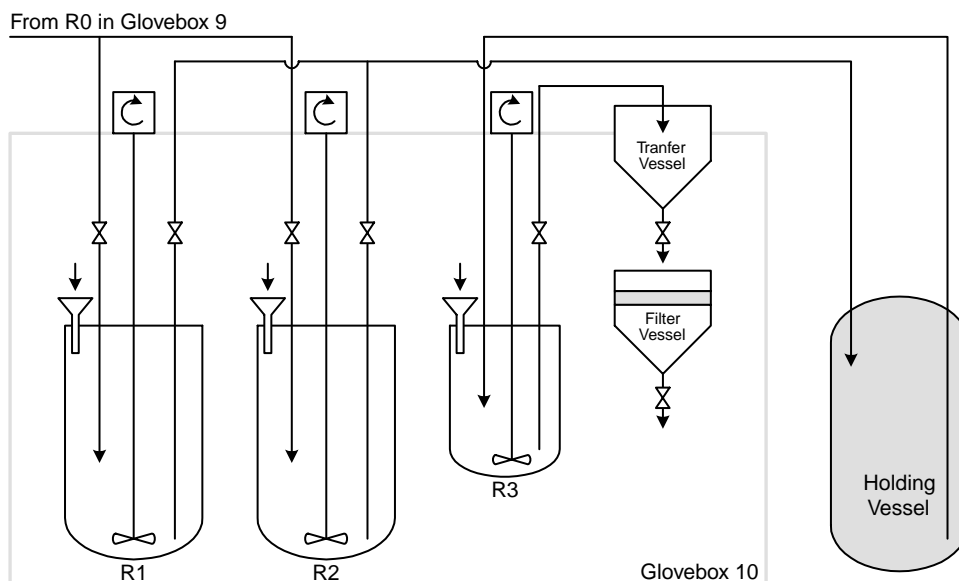 From R0 in Glovebox 9
Tranfer
Vessel
Filter
Vessel
R3
Holding
Vessel
R1
R2
Glovebox 10